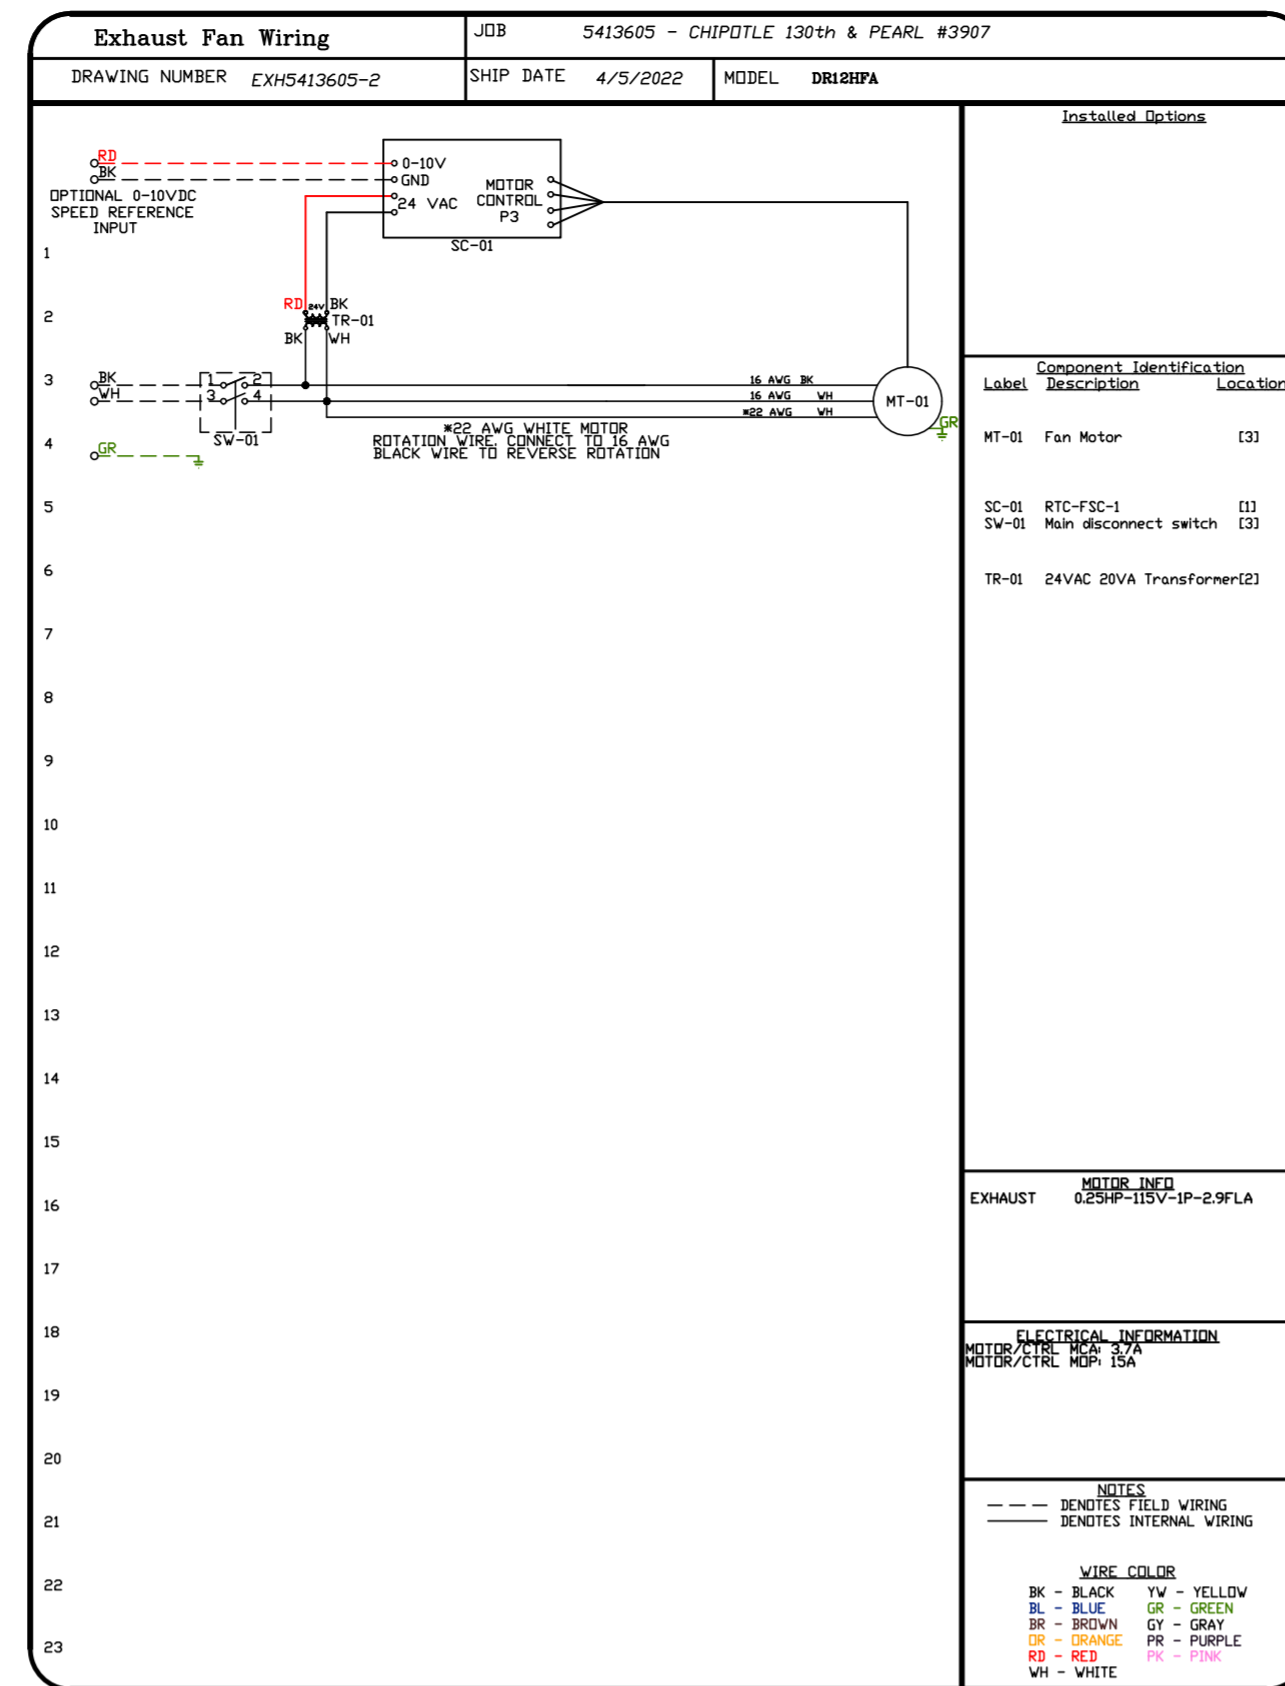 Exhaust Fan Wiring
JOB 5413605 - CHIPOTLE 130th & PEARL #3907
DRAWING NUMBER EXH5413605-2
SHIP DATE 4/5/2022
MODEL DR12HFA
RD
BK
OPTIONAL 0-10VDC
SPEED REFERENCE
INPUT
0-10V
GND
24 VAC
MOTOR
CONTROL
P3
SC-01
RD 24V BK
TR-01
BK WH
BK
WH
1 2
3 4
SW-01
GR
16 AWG BK
16 AWG WH
*22 AWG WH
MT-01
GR
*22 AWG WHITE MOTOR
ROTATION WIRE. CONNECT TO 16 AWG
BLACK WIRE TO REVERSE ROTATION
1
2
3
4
5
6
7
8
9
10
11
12
13
14
15
16
17
18
19
20
21
22
23
Installed Options
Component Identification
Label Description Location
MT-01 Fan Motor [3]
SC-01 RTC-FSC-1 [1]
SW-01 Main disconnect switch [3]
TR-01 24VAC 20VA Transformer[2]
MOTOR INFO
EXHAUST 0.25HP-115V-1P-2.9FLA
ELECTRICAL INFORMATION
MOTOR/CTRL MCA: 3.7A
MOTOR/CTRL MOP: 15A
NOTES
DENOTES FIELD WIRING
DENOTES INTERNAL WIRING
WIRE COLOR
BK - BLACK YW - YELLOW
BL - BLUE GR - GREEN
BR - BROWN GY - GRAY
OR - ORANGE PR - PURPLE
RD - RED PK - PINK
WH - WHITE